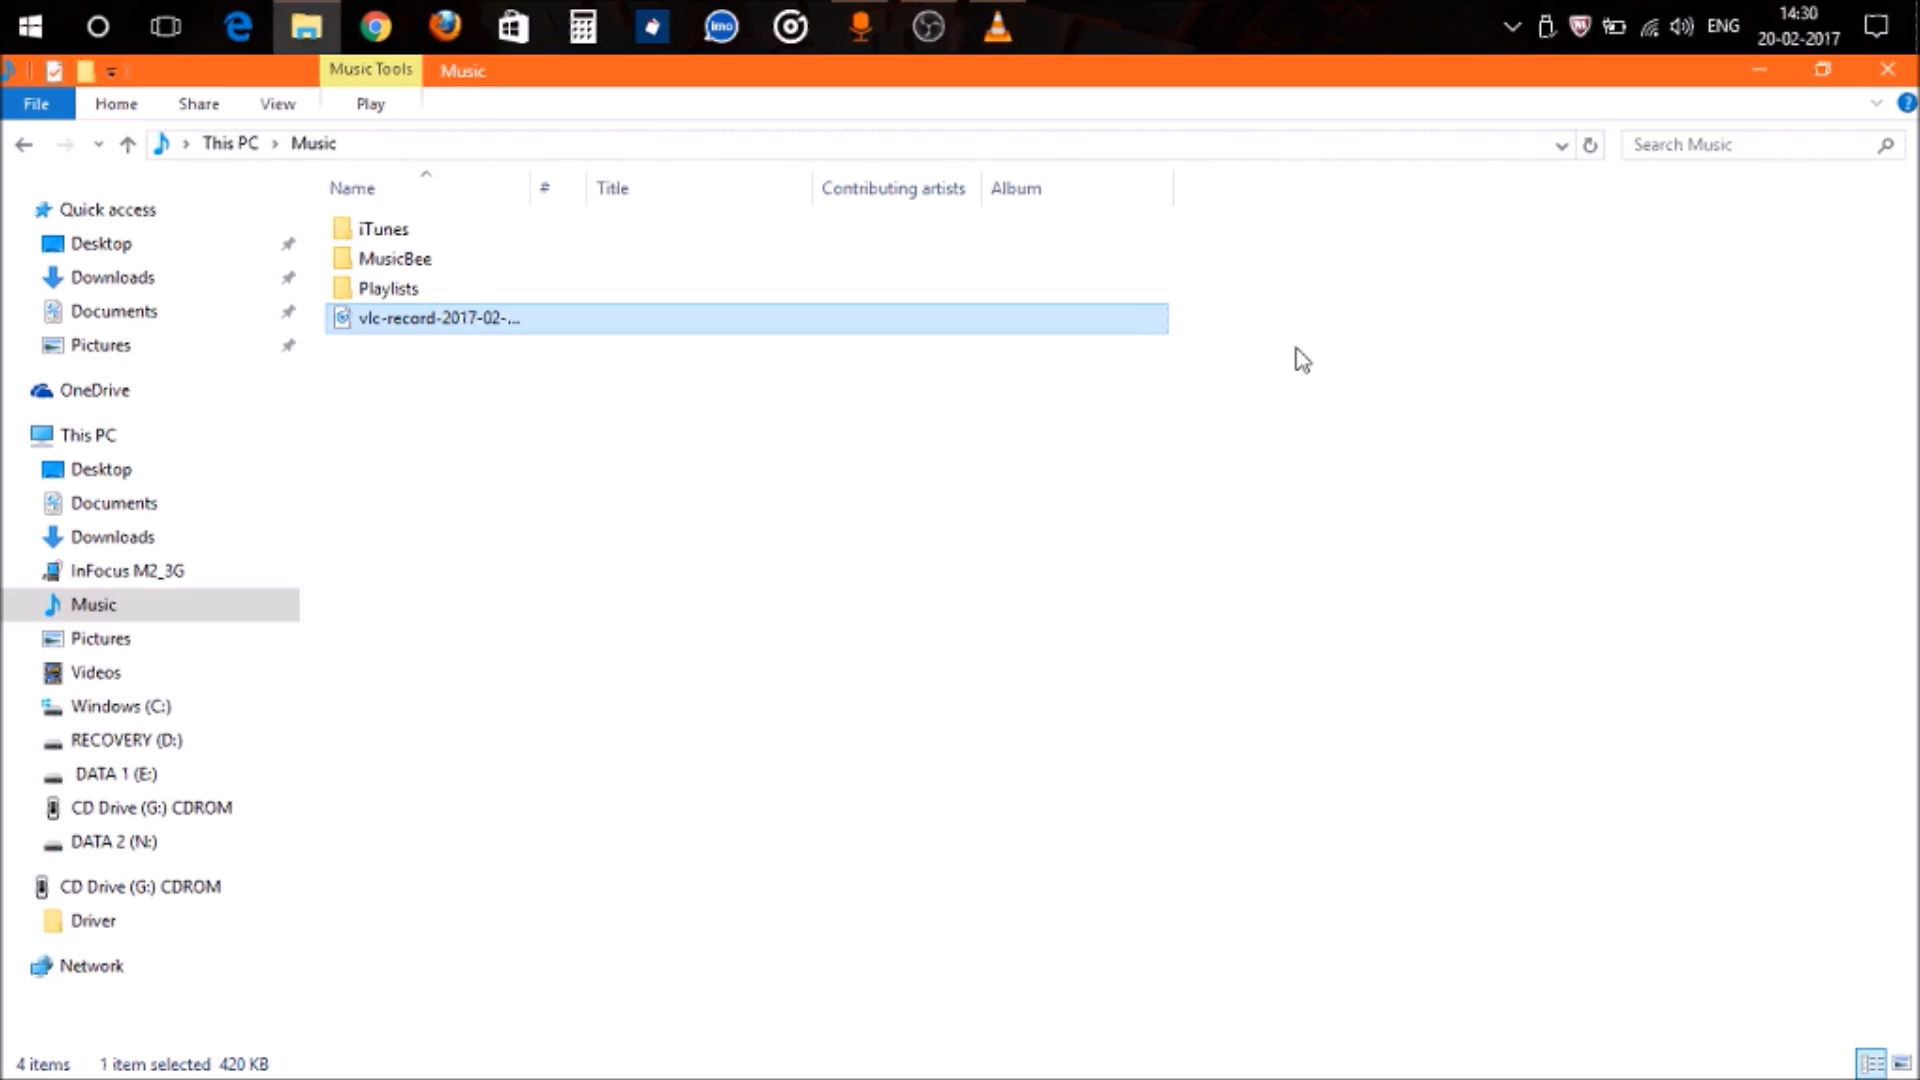 imo
ENG
14:30
20-02-2017
Music Tools
Music
File
Home
Share
View
Play
This PC
Music
Search Music
Name
#
Title
Contributing artists
Album
Quick access
Desktop
Downloads
Documents
Pictures
OneDrive
This PC
Desktop
Documents
Downloads
InFocus M2_3G
Music
Pictures
Videos
Windows (C:)
RECOVERY (D:)
DATA 1 (E:)
CD Drive (G:) CDROM
DATA 2 (N:)
CD Drive (G:) CDROM
Driver
Network
iTunes
MusicBee
Playlists
vlc-record-2017-02-...
4 items 1 item selected 420 KB